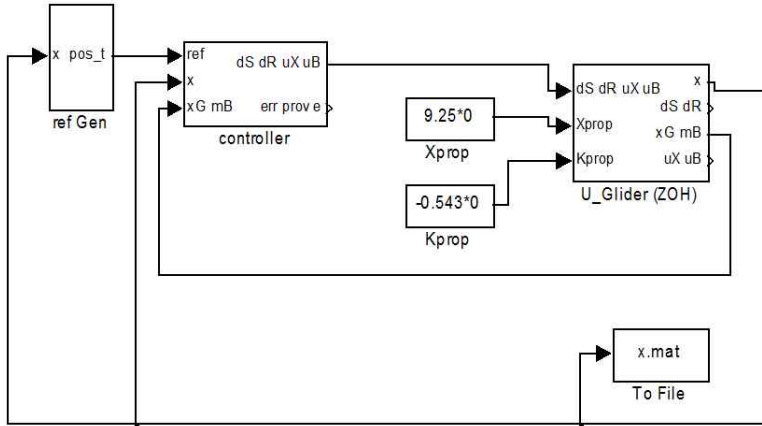 x pos_t
ref Gen
ref
x
xG mB
dS dR uX uB
err prov e
controller
9.25*0
Xprop
-0.543*0
Kprop
dS dR uX uB
Xprop
Kprop
x
dS dR
xG mB
uX uB
U_Glider (ZOH)
x.mat
To File